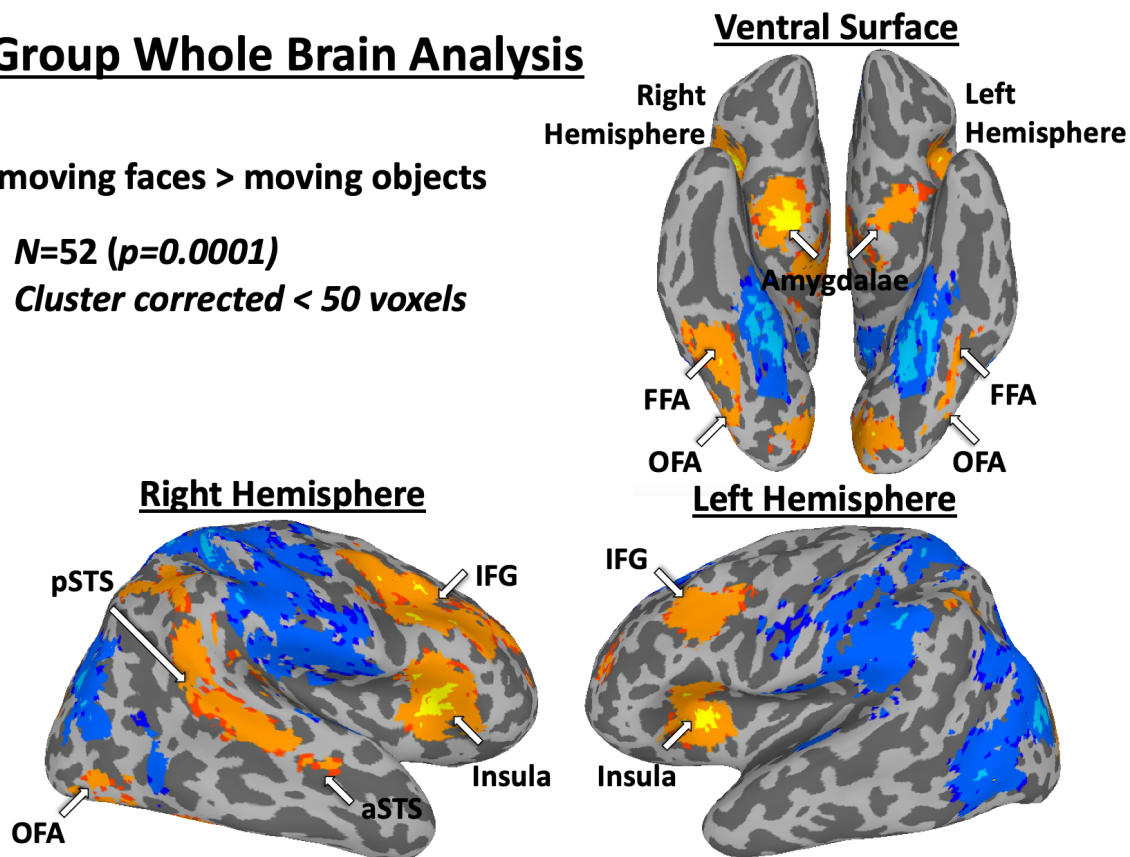 Group Whole Brain Analysis
moving faces > moving objects
N=52 (p=0.0001)
Cluster corrected < 50 voxels
Ventral Surface
Right
Hemisphere
Left
Hemisphere
Amygdalae
FFA
FFA
OFA
OFA
Right Hemisphere
pSTS
IFG
Insula
aSTS
OFA
Left Hemisphere
IFG
Insula